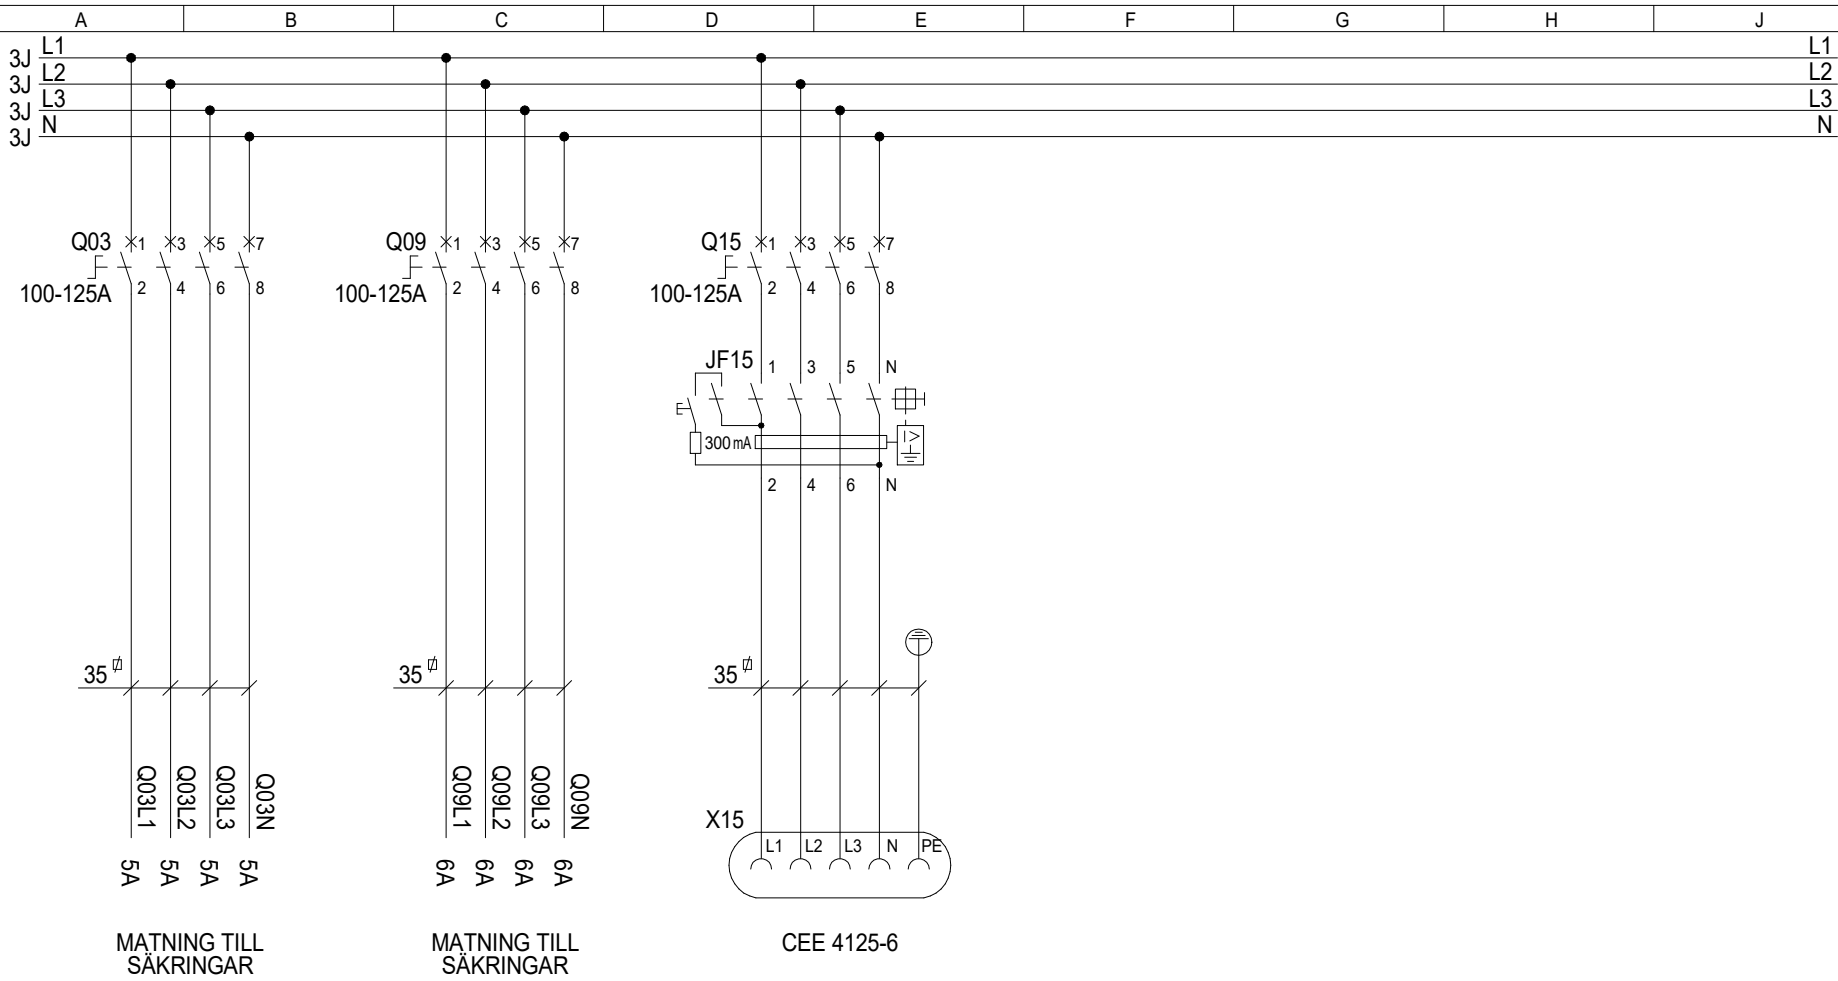 A B C D E F G H J
3J L1 L1
3J L2 L2
3J L3 L3
3J N N
Q03 1 3 5 7 Q09 1 3 5 7 Q15 1 3 5 7
100-125A 2 4 6 8 100-125A 2 4 6 8 100-125A 2 4 6 8
JF15 1 3 5 N
300 mA I>
2 4 6 N
35 35 35
Q03L1 Q03L2 Q03L3 Q03N Q09L1 Q09L2 Q09L3 Q09N
X15
L1 L2 L3 N PE
5A 5A 5A 5A 6A 6A 6A 6A
MATNING TILL MATNING TILL CEE 4125-6
SÄKRINGAR SÄKRINGAR